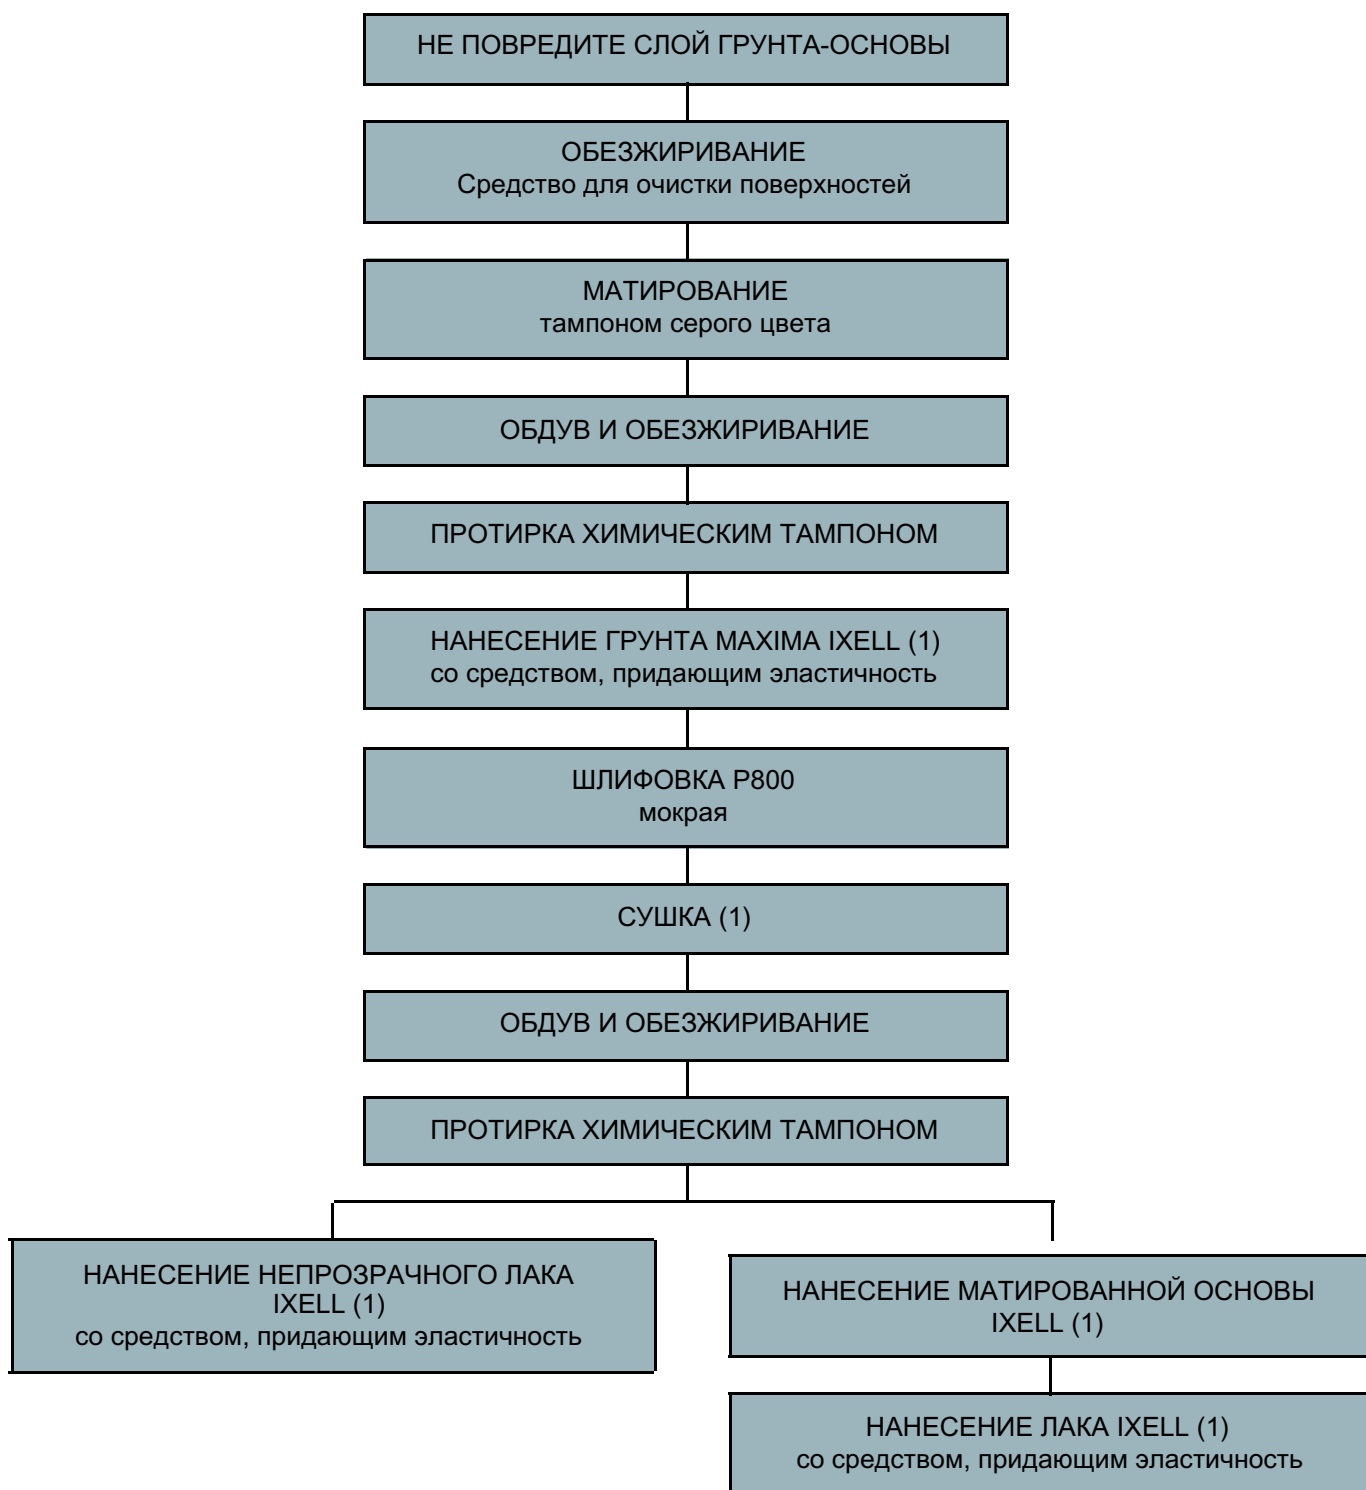 НЕ ПОВРЕДИТЕ СЛОЙ ГРУНТА-ОСНОВЫ
ОБЕЗЖИРИВАНИЕ
Средство для очистки поверхностей
МАТИРОВАНИЕ
тампоном серого цвета
ОБДУВ И ОБЕЗЖИРИВАНИЕ
ПРОТИРКА ХИМИЧЕСКИМ ТАМПОНОМ
НАНЕСЕНИЕ ГРУНТА MAXIMA IXELL (1)
со средством, придающим эластичность
ШЛИФОВКА P800
мокрая
СУШКА (1)
ОБДУВ И ОБЕЗЖИРИВАНИЕ
ПРОТИРКА ХИМИЧЕСКИМ ТАМПОНОМ
НАНЕСЕНИЕ НЕПРОЗРАЧНОГО ЛАКА
IXELL (1)
со средством, придающим эластичность
НАНЕСЕНИЕ МАТИРОВАННОЙ ОСНОВЫ
IXELL (1)
НАНЕСЕНИЕ ЛАКА IXELL (1)
со средством, придающим эластичность